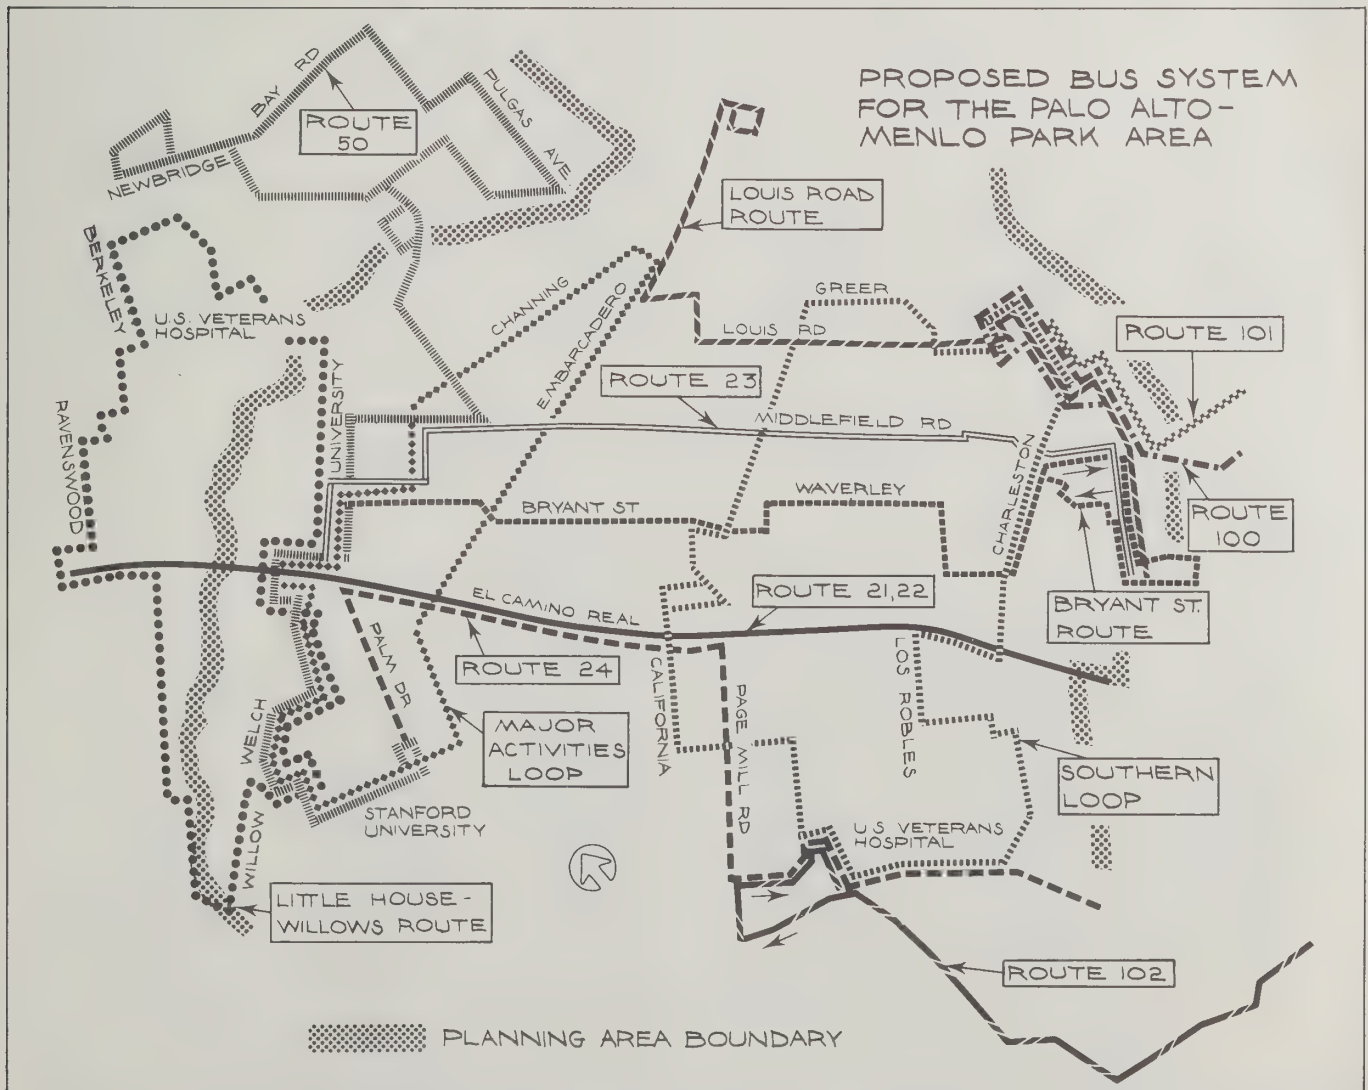 PROPOSED BUS SYSTEM
FOR THE PALO ALTO-
MENLO PARK AREA
BAY RD
PULGAS AVE.
ROUTE
50
NEWBRIDGE
LOUIS ROAD
ROUTE
BERKELEY
U.S. VETERANS
HOSPITAL
CHANNING
EMBARCADERO
GREER
LOUIS RD
ROUTE 101
ROUTE 23
RAVENSWOOD
UNIVERSITY
MIDDLEFIELD RD
CHARLESTON
BRYANT ST
WAVERLEY
ROUTE
100
EL CAMINO REAL
ROUTE 21,22
BRYANT ST.
ROUTE
PALM DR
ROUTE 24
CALIFORNIA
PAGE MILL RD
LOS ROBLES
WELCH
MAJOR
ACTIVITIES
LOOP
SOUTHERN
LOOP
STANFORD
UNIVERSITY
WILLOW
U S VETERANS
HOSPITAL
LITTLE HOUSE-
WILLOWS ROUTE
ROUTE 102
PLANNING AREA BOUNDARY